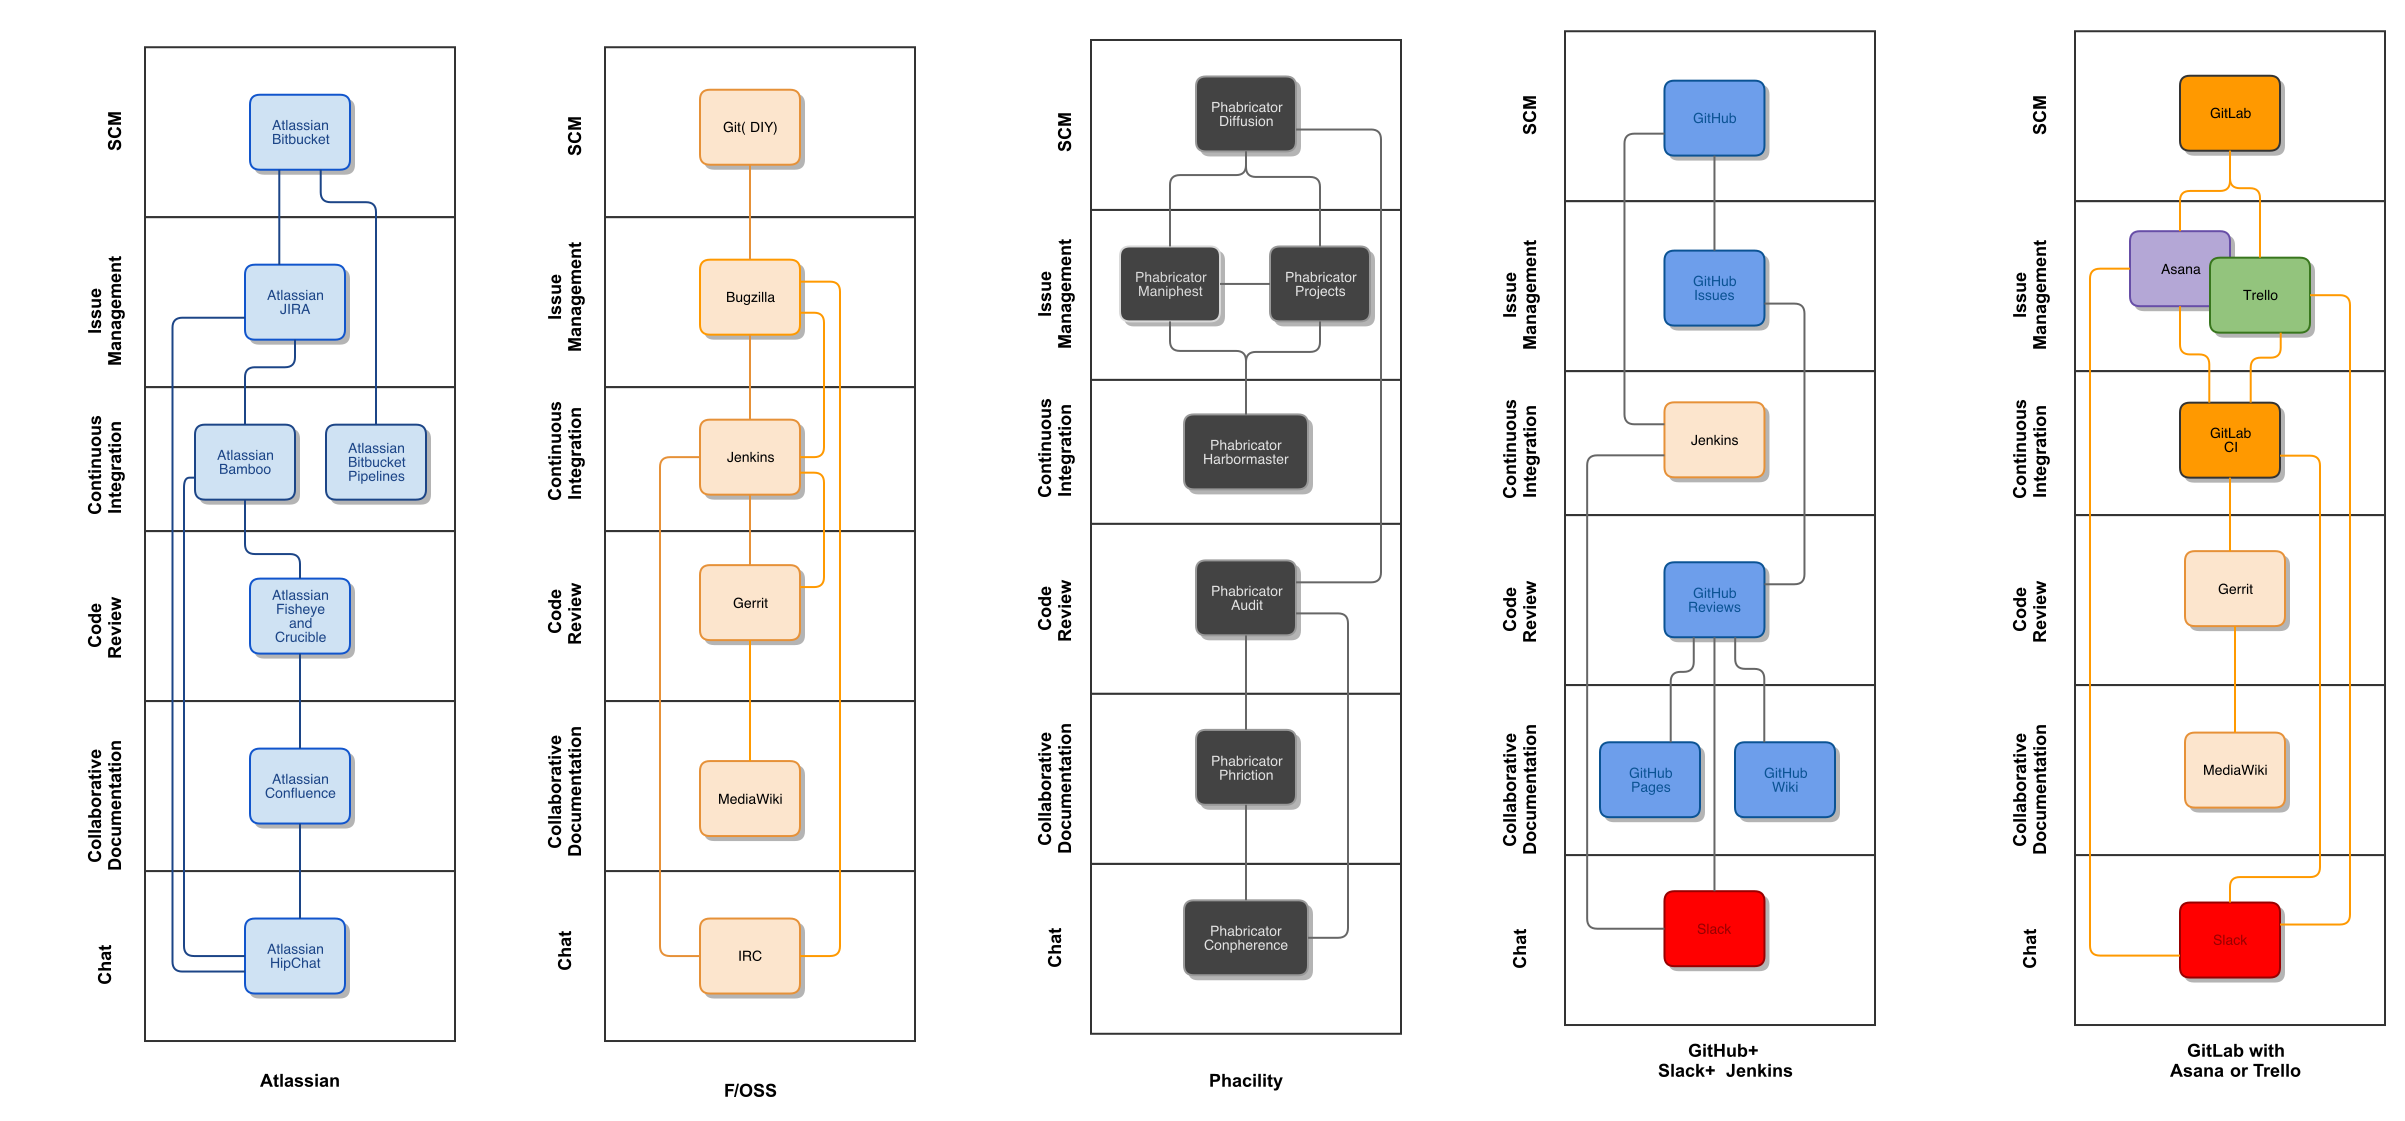 SCM
Issue
Management
Continuous
Integration
Code
Review
Collaborative
Documentation
Chat
Atlassian
Bitbucket
Atlassian
JIRA
Atlassian
Bamboo
Atlassian
Bitbucket
Pipelines
Atlassian
Fisheye
and
Crucible
Atlassian
Confluence
Atlassian
HipChat
Atlassian
SCM
Issue
Management
Continuous
Integration
Code
Review
Collaborative
Documentation
Chat
Git( DIY)
Bugzilla
Jenkins
Gerrit
MediaWiki
IRC
F/OSS
SCM
Issue
Management
Continuous
Integration
Code
Review
Collaborative
Documentation
Chat
Phabricator
Diffusion
Phabricator
Maniphest
Phabricator
Projects
Phabricator
Harbormaster
Phabricator
Audit
Phabricator
Phriction
Phabricator
Conpherence
Phacility
SCM
Issue
Management
Continuous
Integration
Code
Review
Collaborative
Documentation
Chat
GitHub
GitHub
Issues
Jenkins
GitHub
Reviews
GitHub
Pages
GitHub
Wiki
Slack
GitHub+
Slack+ Jenkins
SCM
Issue
Management
Continuous
Integration
Code
Review
Collaborative
Documentation
Chat
GitLab
Asana
Trello
GitLab
CI
Gerrit
MediaWiki
Slack
GitLab with
Asana or Trello